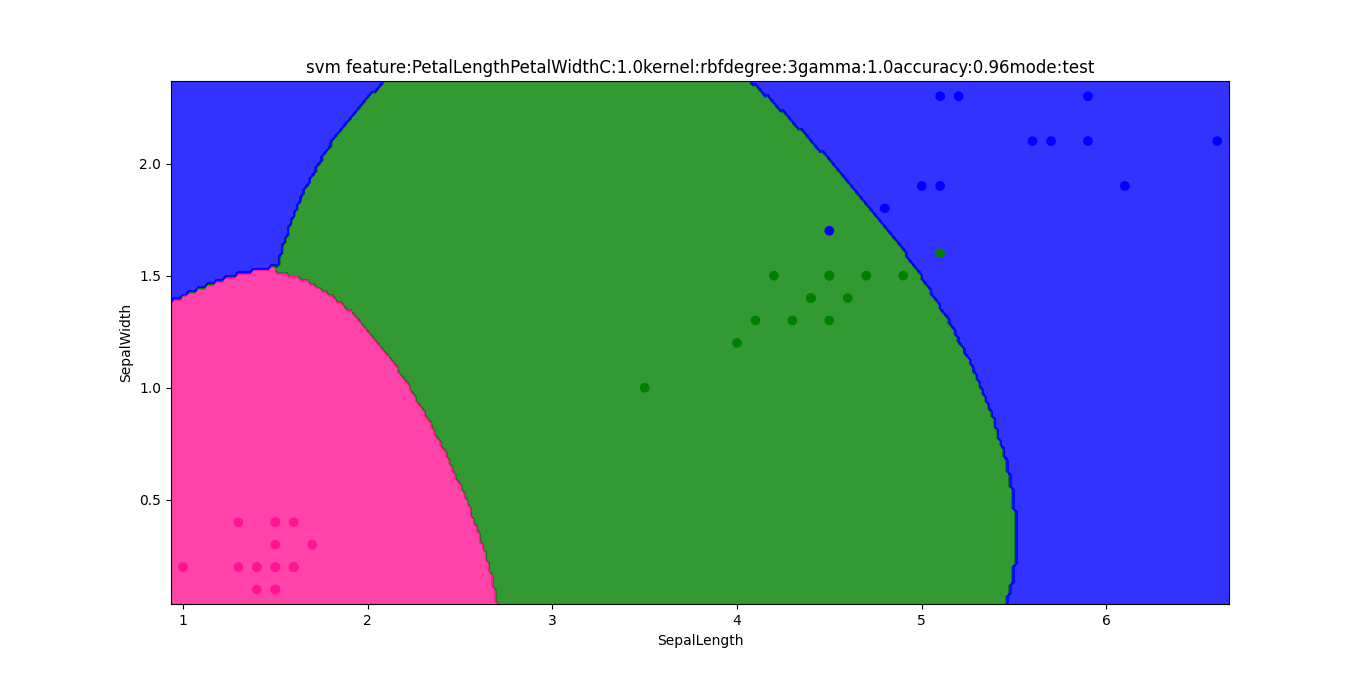 svm feature:PetalLengthPetalWidthC:1.0kernel:rbfdegree:3gamma:1.0accuracy:0.96mode:test
2.0
1.5
1.0
0.5
SepalWidth
1 2 3 4 5 6
SepalLength